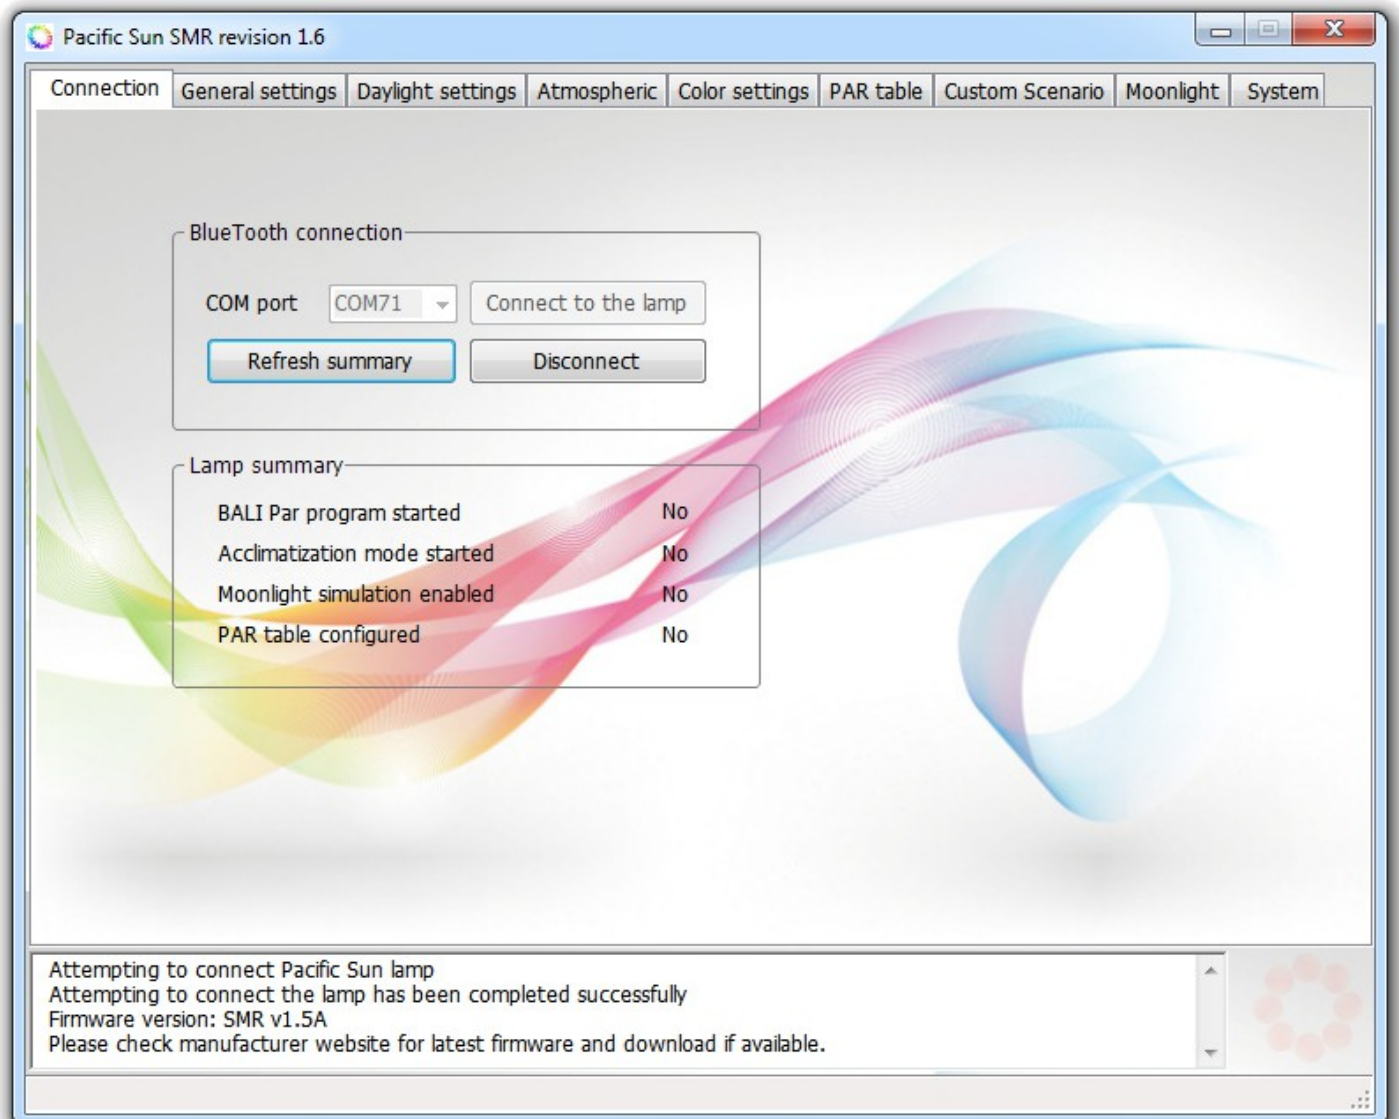 Pacific Sun SMR revision 1.6
Connection General settings Daylight settings Atmospheric Color settings PAR table Custom Scenario Moonlight System
BlueTooth connection
COM port COM71 Connect to the lamp
Refresh summary Disconnect
Lamp summary
BALI Par program started No
Acclimatization mode started No
Moonlight simulation enabled No
PAR table configured No
Attempting to connect Pacific Sun lamp
Attempting to connect the lamp has been completed successfully
Firmware version: SMR v1.5A
Please check manufacturer website for latest firmware and download if available.